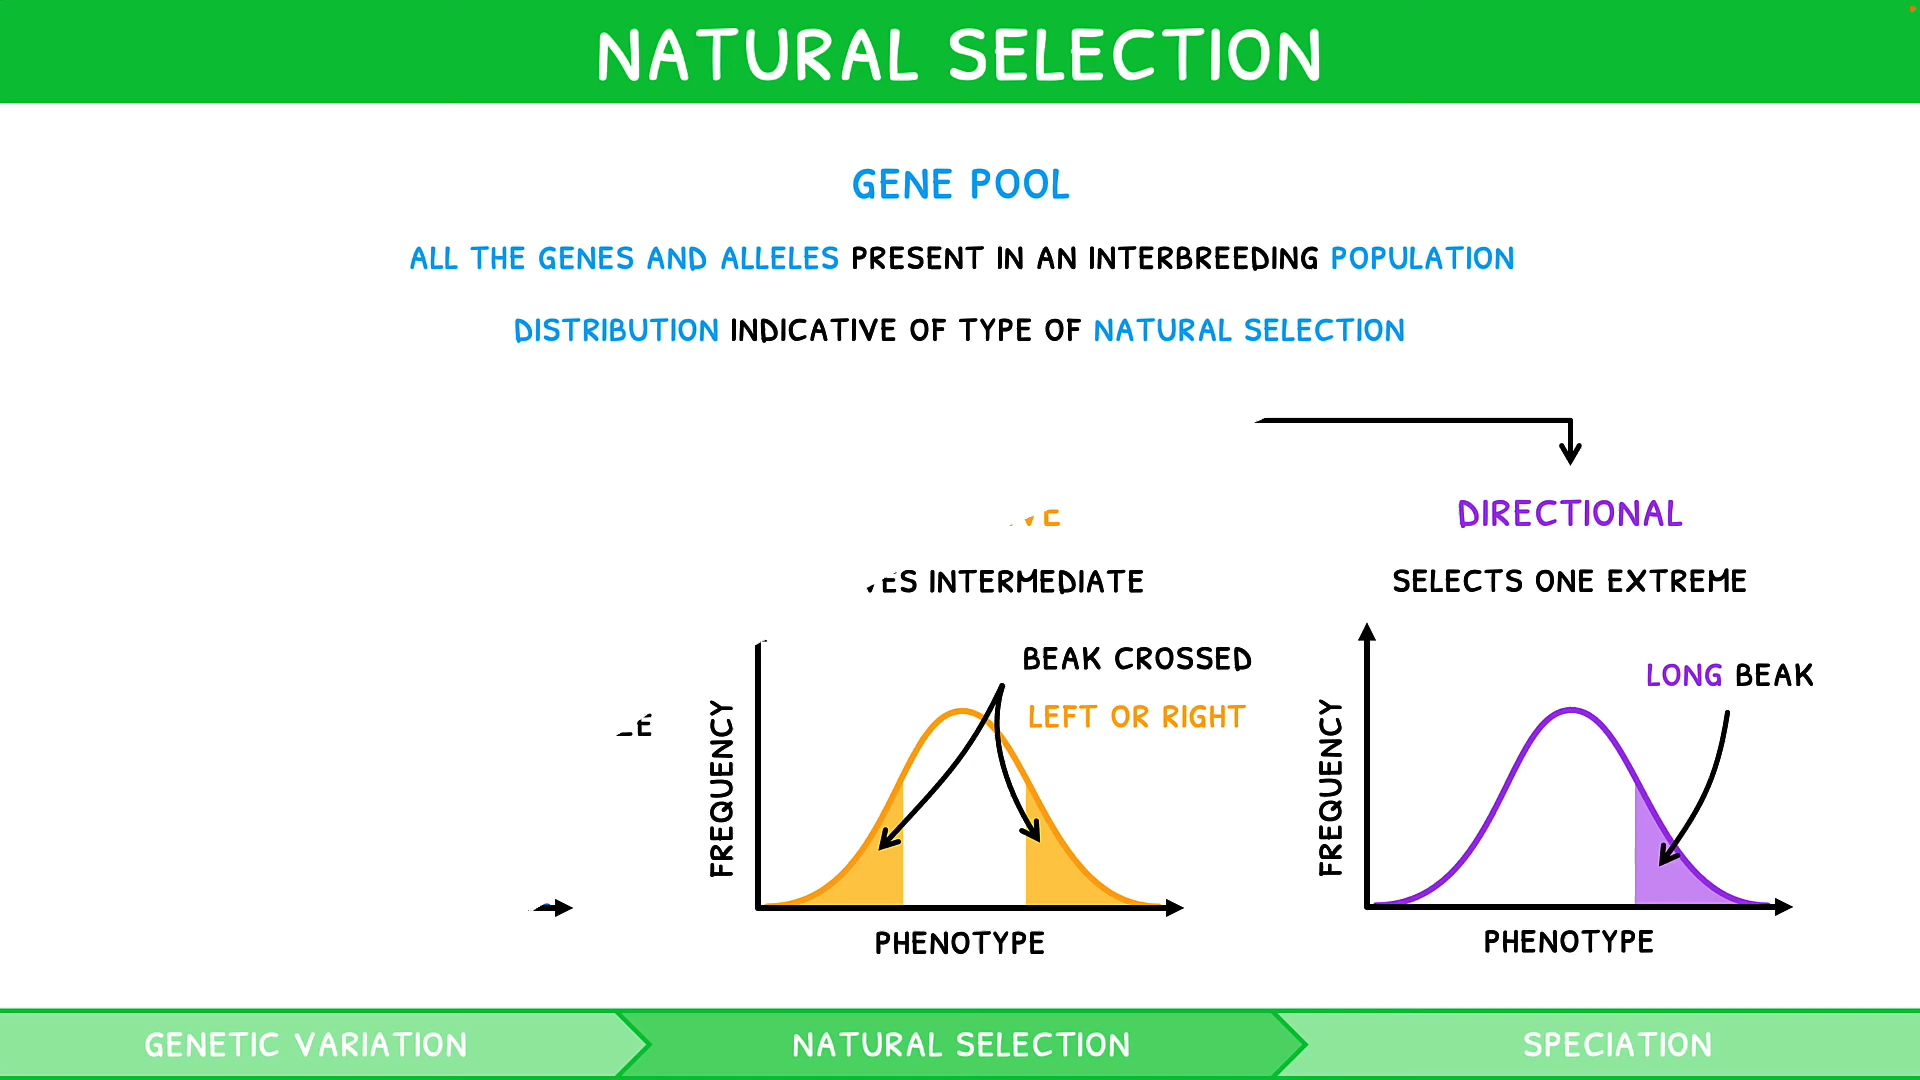 NATURAL SELECTION
GENE POOL
ALL THE GENES AND ALLELES PRESENT IN AN INTERBREEDING POPULATION
DISTRIBUTION INDICATIVE OF TYPE OF NATURAL SELECTION
DIRECTIONAL
INTERMEDIATE
SELECTS ONE EXTREME
BEAK CROSSED
LEFT OR RIGHT
LONG BEAK
FREQUENCY
FREQUENCY
PHENOTYPE
PHENOTYPE
GENETIC VARIATION
NATURAL SELECTION
SPECIATION